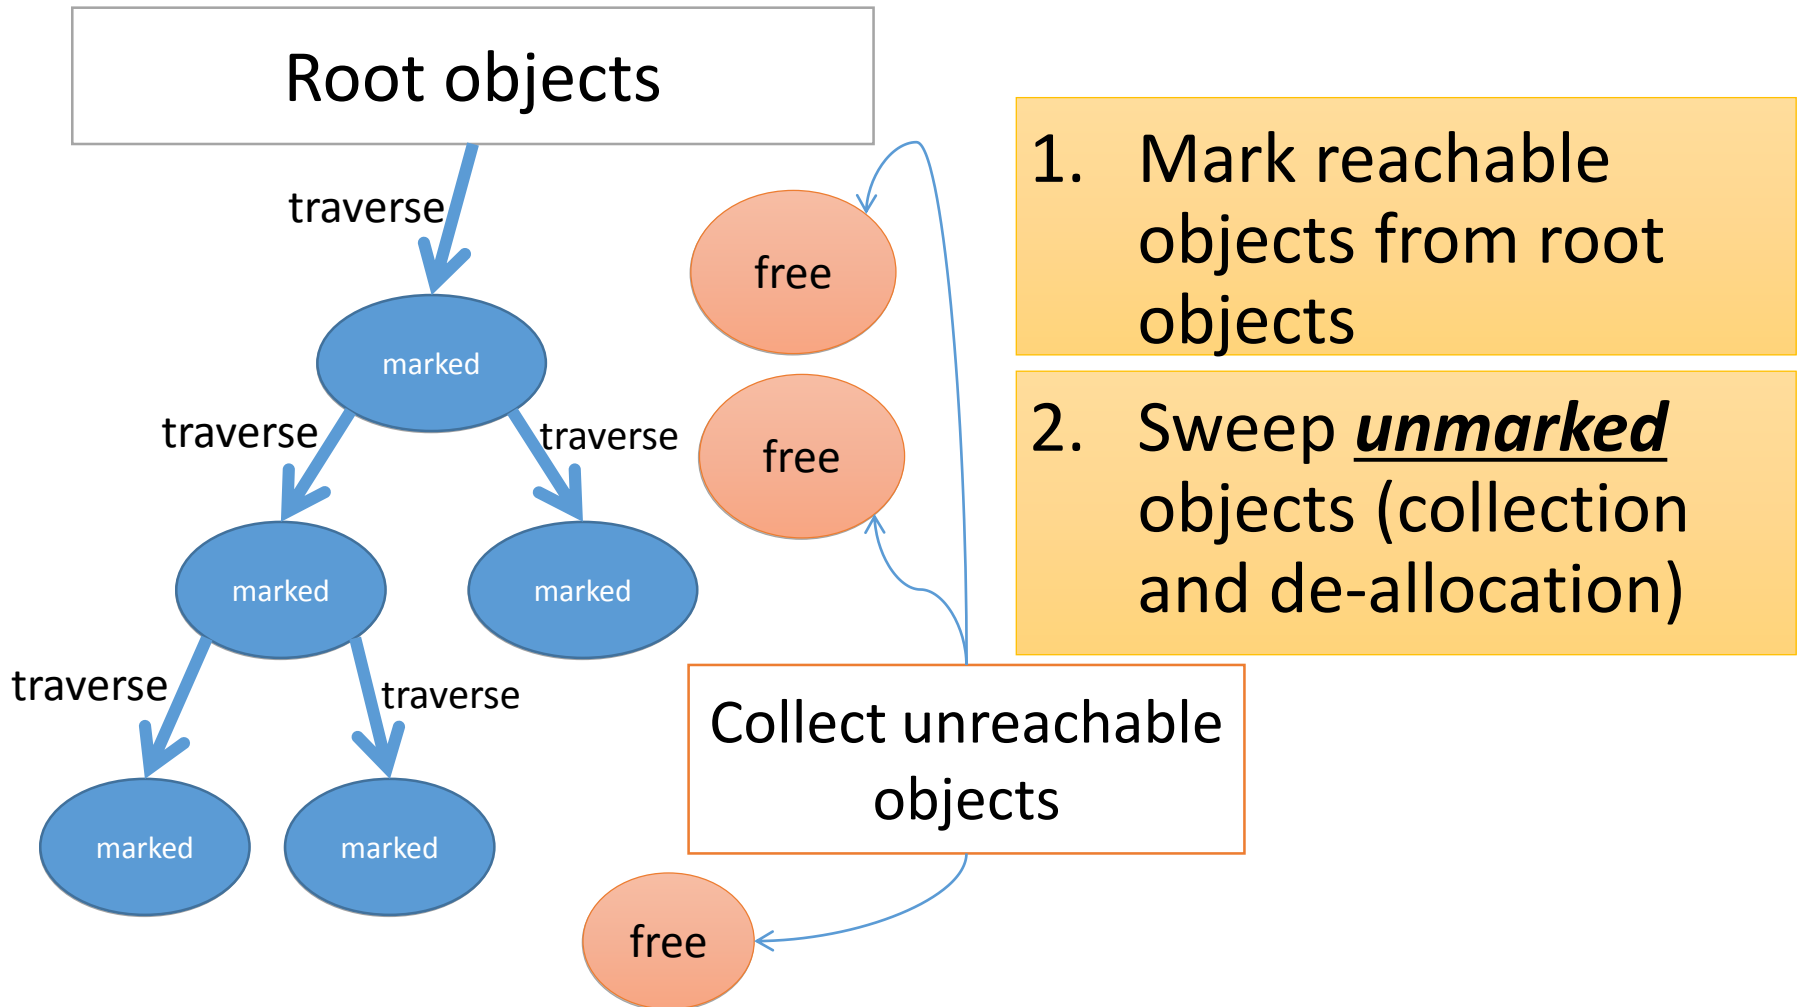 Root objects
traverse
free
marked
traverse
traverse
free
marked
marked
traverse
traverse
marked
marked
Collect unreachable
objects
free
1. Mark reachable
objects from root
objects
2. Sweep unmarked
objects (collection
and de-allocation)